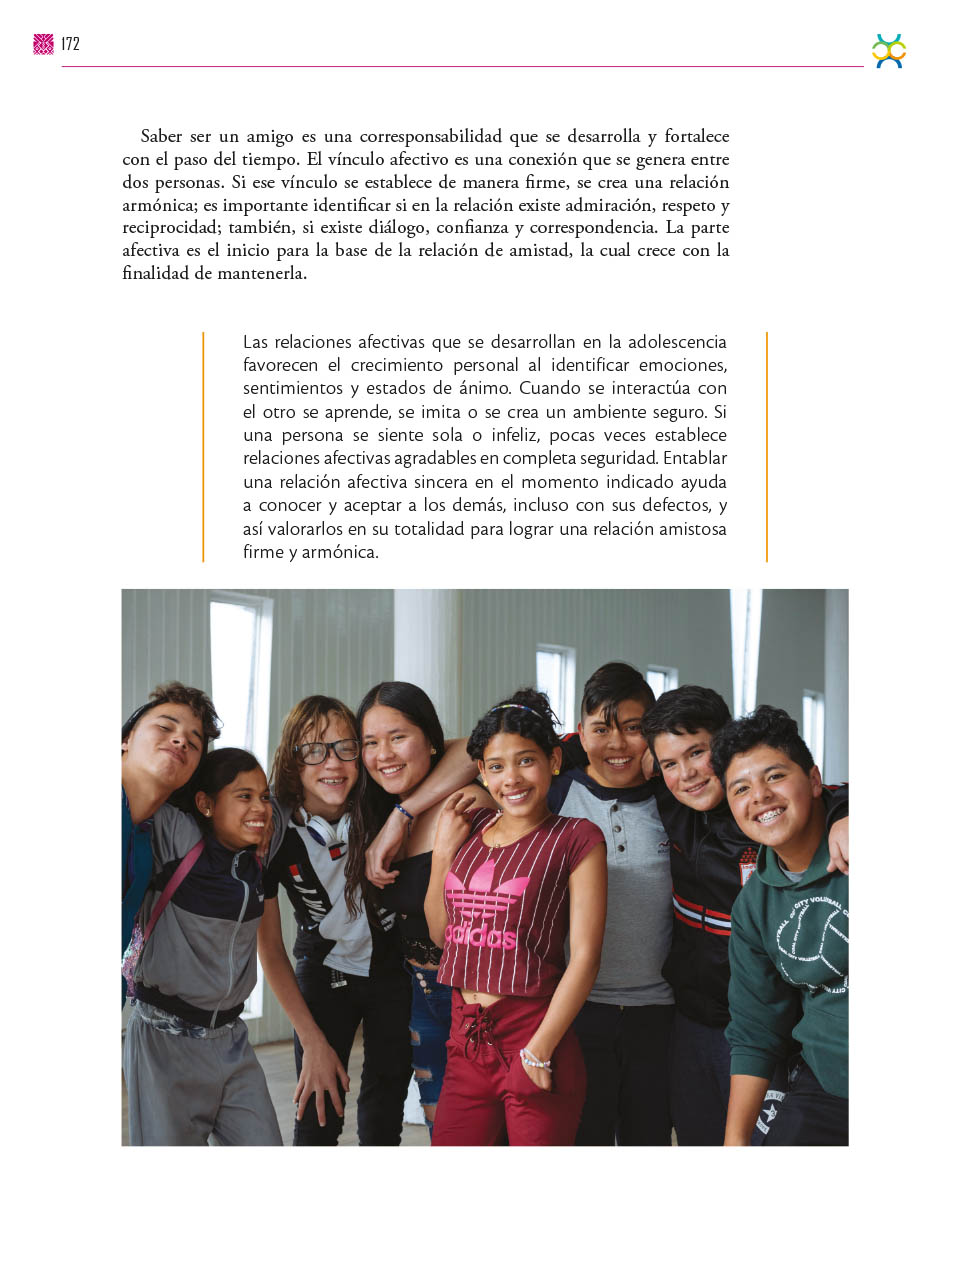 172
Saber ser un amigo es una corresponsabilidad que se desarrolla y fortalece
con el paso del tiempo. El vínculo afectivo es una conexión que se genera entre
dos personas. Si ese vínculo se establece de manera firme, se crea una relación
armónica; es importante identificar si en la relación existe admiración, respeto y
reciprocidad; también, si existe diálogo, confianza y correspondencia. La parte
afectiva es el inicio para la base de la relación de amistad, la cual crece con la
finalidad de mantenerla.
Las relaciones afectivas que se desarrollan en la adolescencia
favorecen el crecimiento personal al identificar emociones,
sentimientos y estados de ánimo. Cuando se interactúa con
el otro se aprende, se imita o se crea un ambiente seguro. Si
una persona se siente sola o infeliz, pocas veces establece
relaciones afectivas agradables en completa seguridad. Entablar
una relación afectiva sincera en el momento indicado ayuda
a conocer y aceptar a los demás, incluso con sus defectos, y
así valorarlos en su totalidad para lograr una relación amistosa
firme y armónica.
adidas
CITY VOLLEYBALL